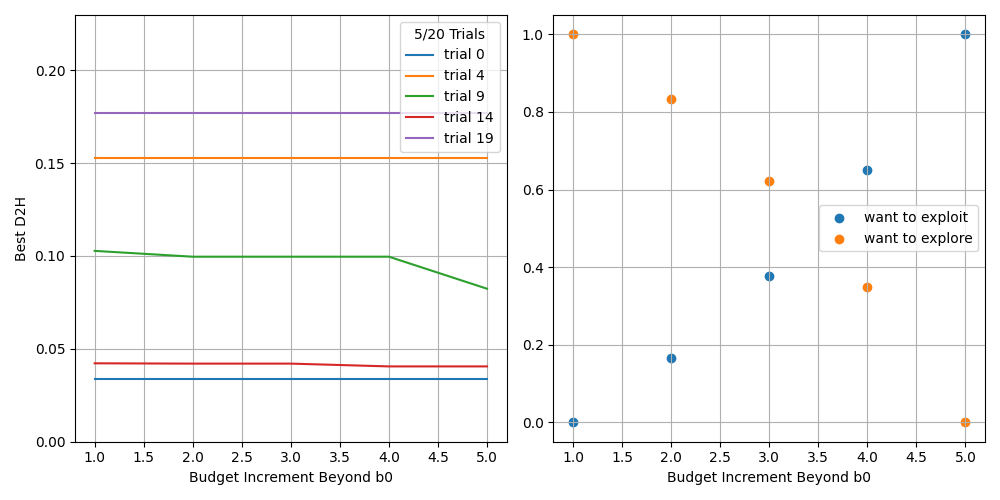 5/20 Trials
trial 0
trial 4
trial 9
trial 14
trial 19
Best D2H
0.20
0.15
0.10
0.05
0.00
1.0 1.5 2.0 2.5 3.0 3.5 4.0 4.5 5.0
Budget Increment Beyond b0
1.0
0.8
0.6
0.4
0.2
0.0
want to exploit
want to explore
1.0 1.5 2.0 2.5 3.0 3.5 4.0 4.5 5.0
Budget Increment Beyond b0